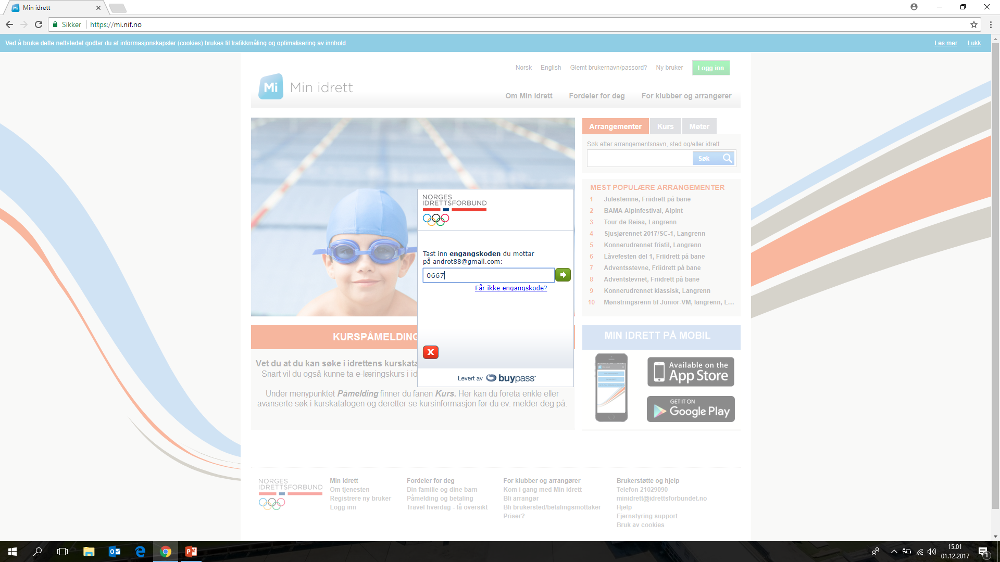 Min idrett
Sikker
https://mi.nif.no
Ved å bruke dette nettstedet godtar du at informasjonskapsler (cookies) brukes til trafikkmåling og optimalisering av innhold.
Les mer
Lukk
Norsk
English
Glemt brukernavn/passord?
Ny bruker
Logg inn
Mi
Min idrett
Om Min idrett
Fordeler for deg
For klubber og arrangører
Arrangementer
Kurs
Møter
Søk etter arrangementsnavn, sted og/eller idrett
Søk
MEST POPULÆRE ARRANGEMENTER
1 Julestemne, Friidrett på bane
2 BAMA Alpinfestival, Alpint
3 Tour de Reisa, Langrenn
4 Sjusjørennet 2017/SC-1, Langrenn
5 Konnerudrennet fristil, Langrenn
6 Låvefesten del 1, Friidrett på bane
7 Adventsstevne, Friidrett på bane
8 Adventstevnet, Friidrett på bane
9 Konnerudrennet klassisk, Langrenn
10 Mønstringsrenn til Junior-VM, langrenn, L...
NORGES
IDRETTSFORBUND
Tast inn engangskoden du mottar
på androt88@gmail.com:
0667
Får ikke engangskode?
X
Levert av buypass
KURSPÅMELDING
Vet du at du kan søke i idrettens kurskata
Snart vil du også kunne ta e-læringskurs i id
Under menypunktet Påmelding finner du fanen Kurs. Her kan du foreta enkle eller
avanserte søk i kurskatalogen og deretter se kursinformasjon før du ev. melder deg på.
MIN IDRETT PÅ MOBIL
Available on the
App Store
GET IT ON
Google Play
NORGES
IDRETTSFORBUND
Min idrett
Om tjenesten
Registrere ny bruker
Logg inn
Fordeler for deg
Din familie og dine barn
Påmelding og betaling
Travel hverdag - få oversikt
For klubber og arrangører
Kom i gang med Min idrett
Bli arrangør
Bli brukersted/betalingsmottaker
Priser?
Brukerstøtte og hjelp
Telefon 21029090
minidrett@idrettsforbundet.no
Hjelp
Fjernstyring support
Bruk av cookies
15.01
01.12.2017
1